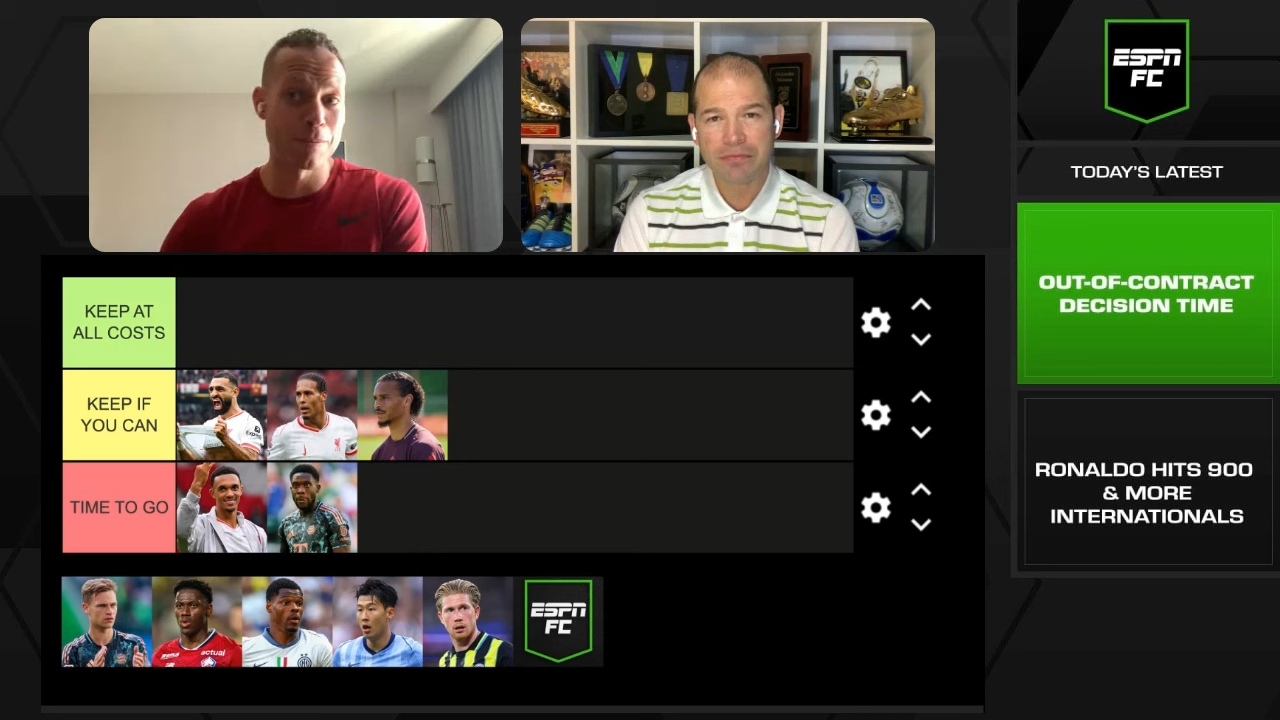 ESPN
FC
TODAY'S LATEST
OUT-OF-CONTRACT
DECISION TIME
RONALDO HITS 900
& MORE
INTERNATIONALS
KEEP AT
ALL COSTS
KEEP IF
YOU CAN
TIME TO GO
actual
ESPN
FC